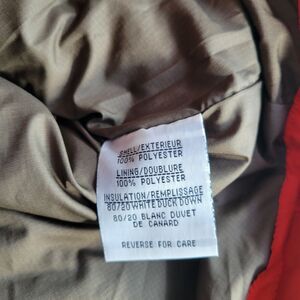 SHELL/EXTERIEUR
100% POLYESTER
LINING/DOUBLURE
100% POLYESTER
INSULATION/REMPLISSAGE
80/20 WHITE DUCK DOWN
80/20 BLANC DUVET
DE CANARD
REVERSE FOR CARE